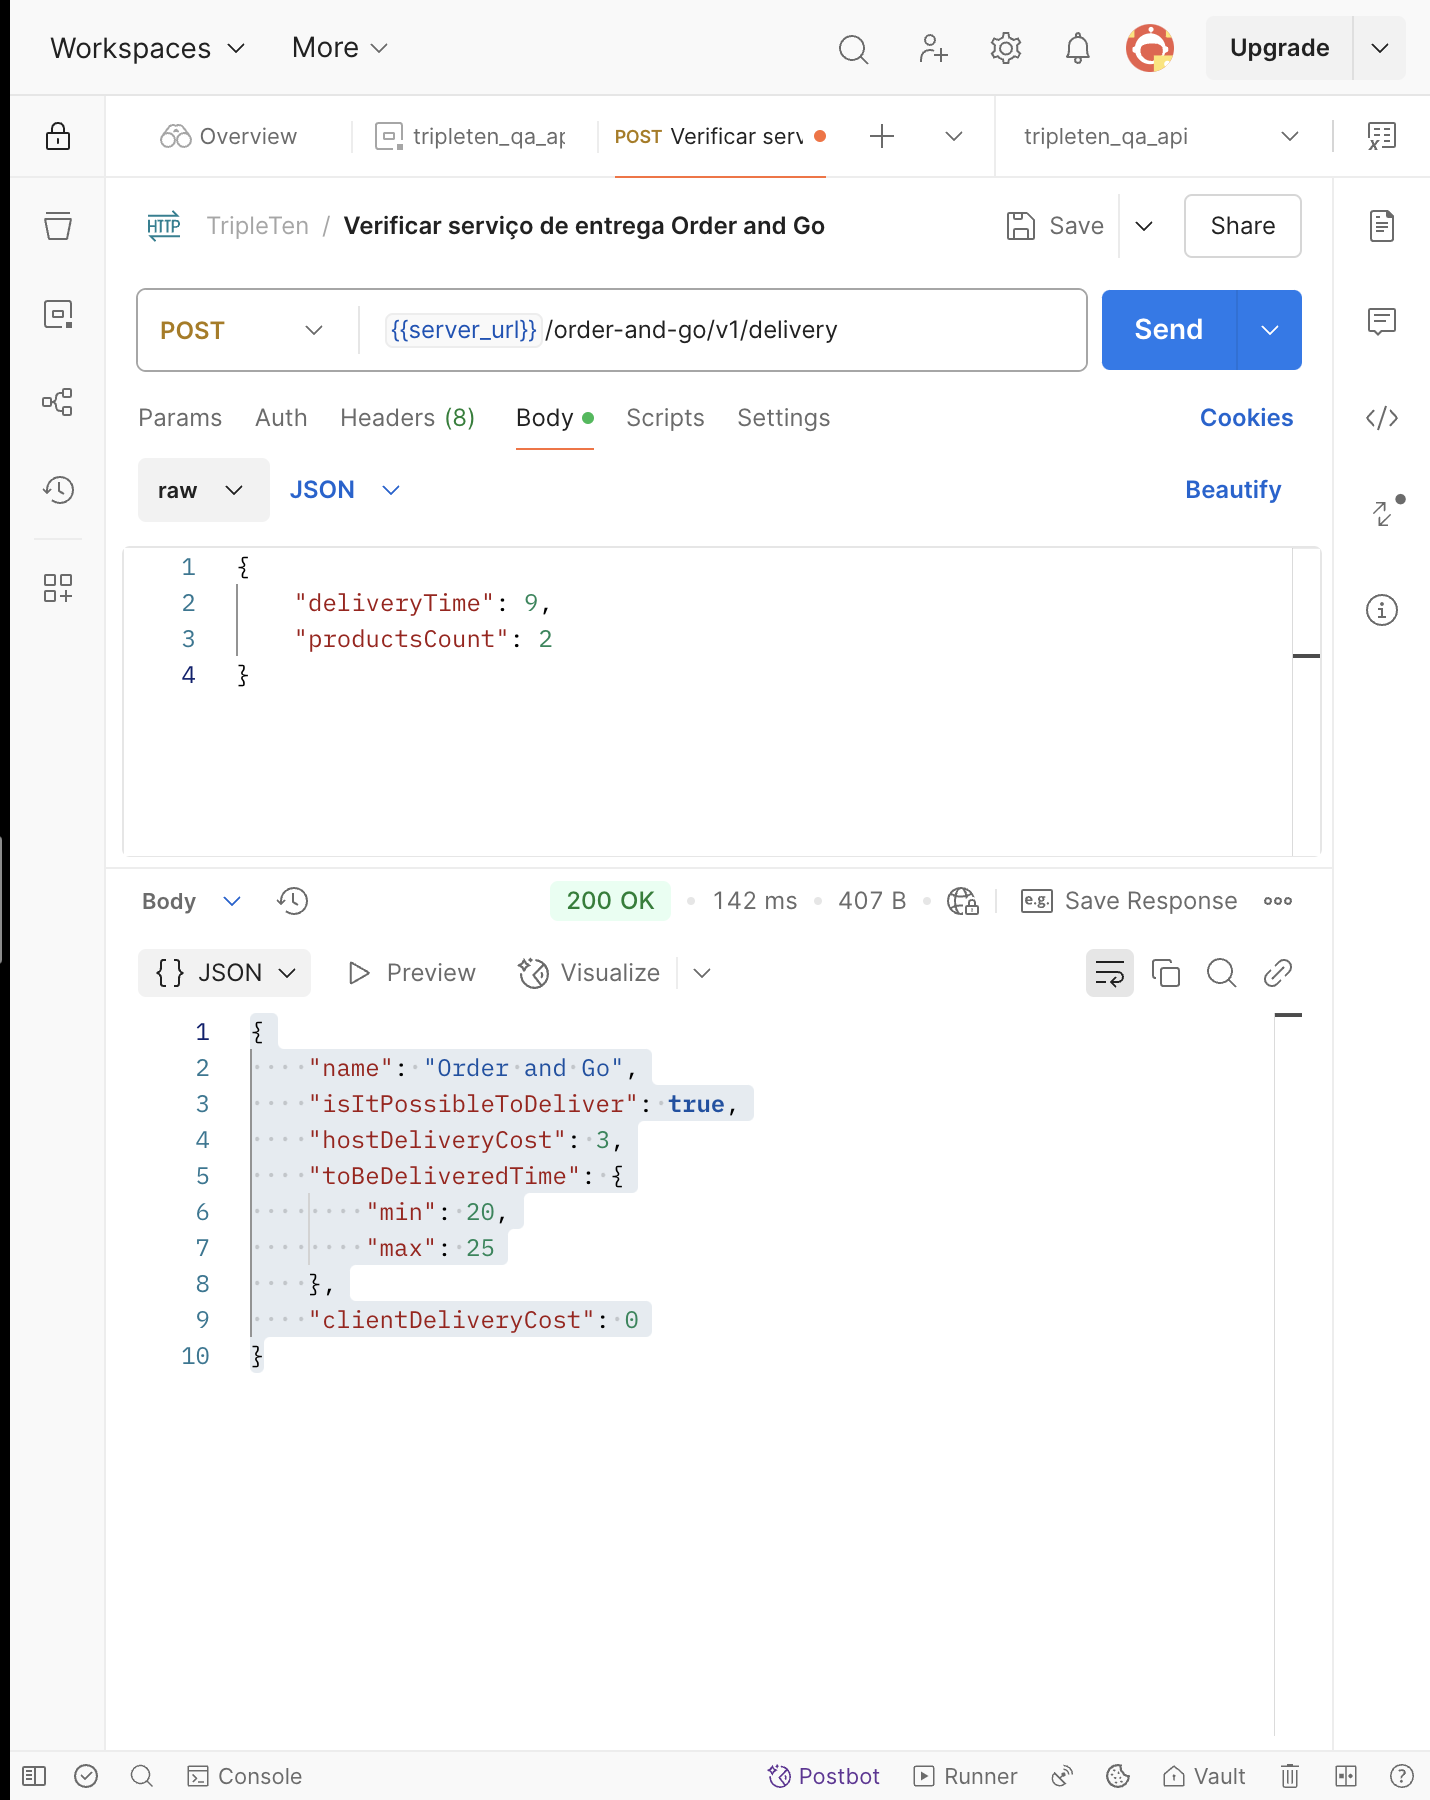 Workspaces More Upgrade
Overview tripleten_qa_ap POST Verificar serv tripleten_qa_api
HTTP TripleTen / Verificar serviço de entrega Order and Go Save Share
POST {{server_url}}/order-and-go/v1/delivery Send
Params Auth Headers (8) Body Scripts Settings Cookies
raw JSON Beautify
1 {
2 "deliveryTime": 9,
3 "productsCount": 2
4 }
Body 200 OK • 142 ms • 407 B • e.g. Save Response
{} JSON Preview Visualize
1 {
2 "name": "Order and Go",
3 "isItPossibleToDeliver": true,
4 "hostDeliveryCost": 3,
5 "toBeDeliveredTime": {
6 "min": 20,
7 "max": 25
8 },
9 "clientDeliveryCost": 0
10 }
Console Postbot Runner Vault